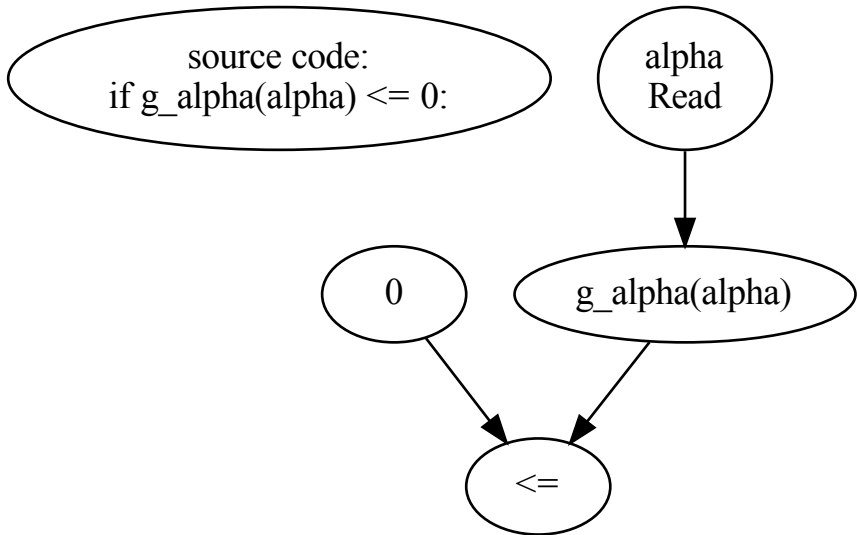 source code:
if g_alpha(alpha) <= 0:
alpha
Read
0
g_alpha(alpha)
<=